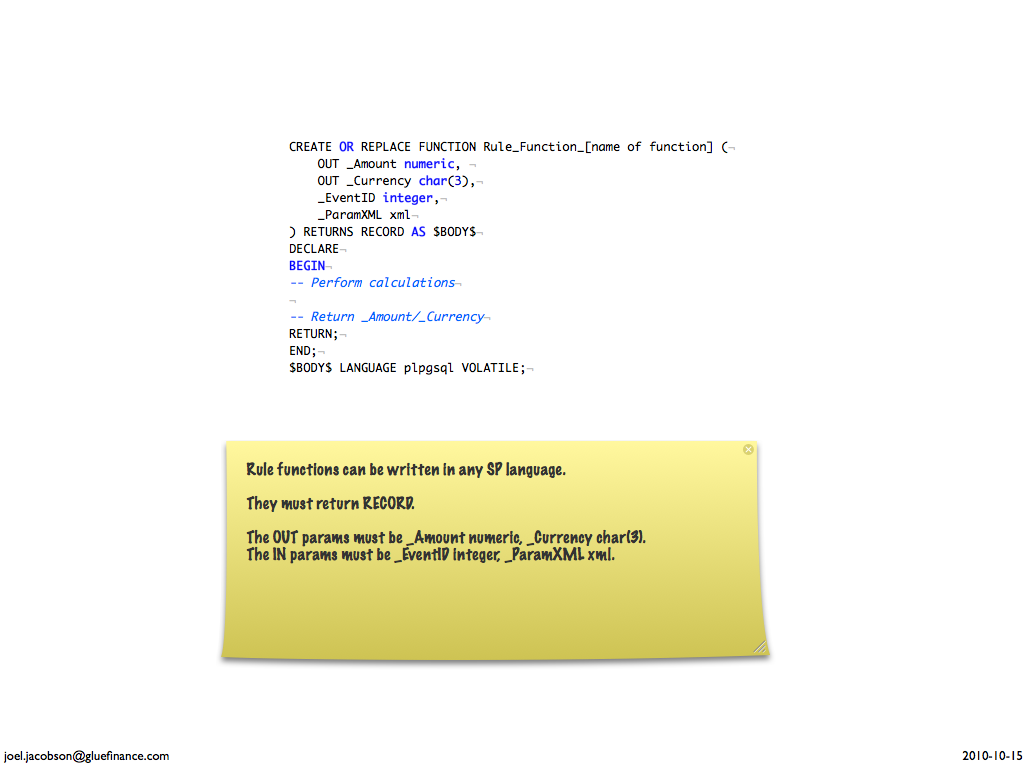 CREATE OR REPLACE FUNCTION Rule_Function_[name of function] (¬
    OUT _Amount numeric, ¬
    OUT _Currency char(3),¬
    _EventID integer,¬
    _ParamXML xml¬
) RETURNS RECORD AS $BODY$¬
DECLARE¬
BEGIN¬
-- Perform calculations¬
¬
-- Return _Amount/_Currency¬
RETURN;¬
END;¬
$BODY$ LANGUAGE plpgsql VOLATILE;¬
Rule functions can be written in any SP language.
They must return RECORD.
The OUT params must be _Amount numeric, _Currency char(3).
The IN params must be _EventID integer, _ParamXML xml.
joel.jacobson@gluefinance.com
2010-10-15